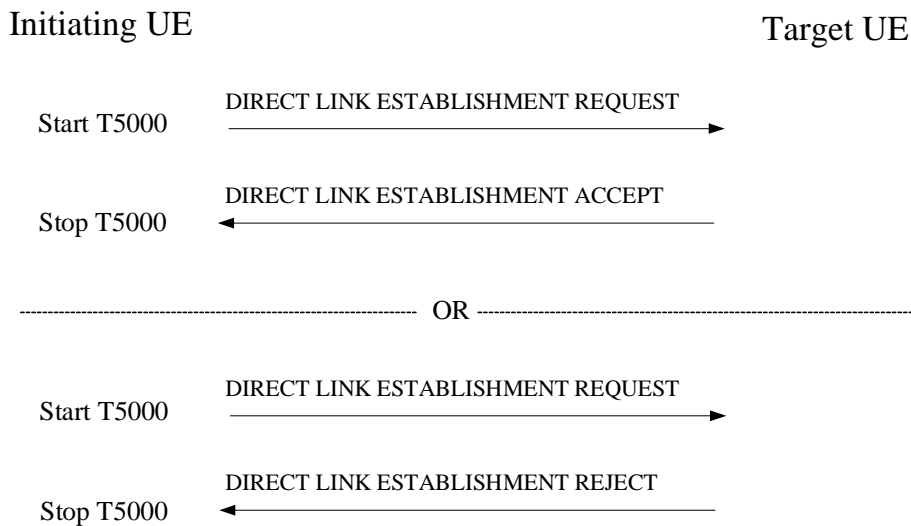 Initiating UE
Target UE
DIRECT LINK ESTABLISHMENT REQUEST
Start T5000
DIRECT LINK ESTABLISHMENT ACCEPT
Stop T5000
OR
DIRECT LINK ESTABLISHMENT REQUEST
Start T5000
DIRECT LINK ESTABLISHMENT REJECT
Stop T5000